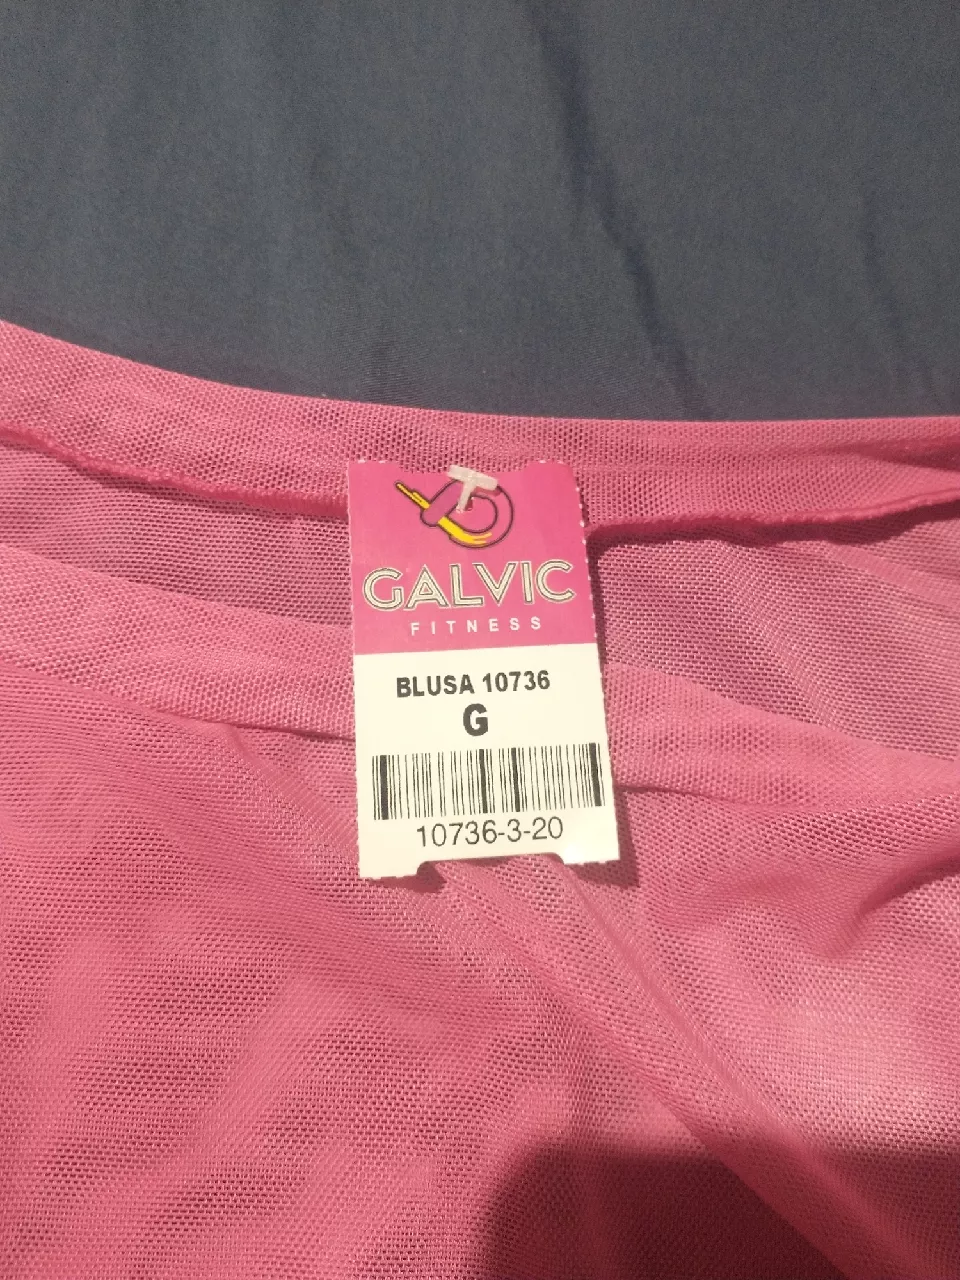 GALVIC
FITNESS
BLUSA 10736
G
10736-3-20